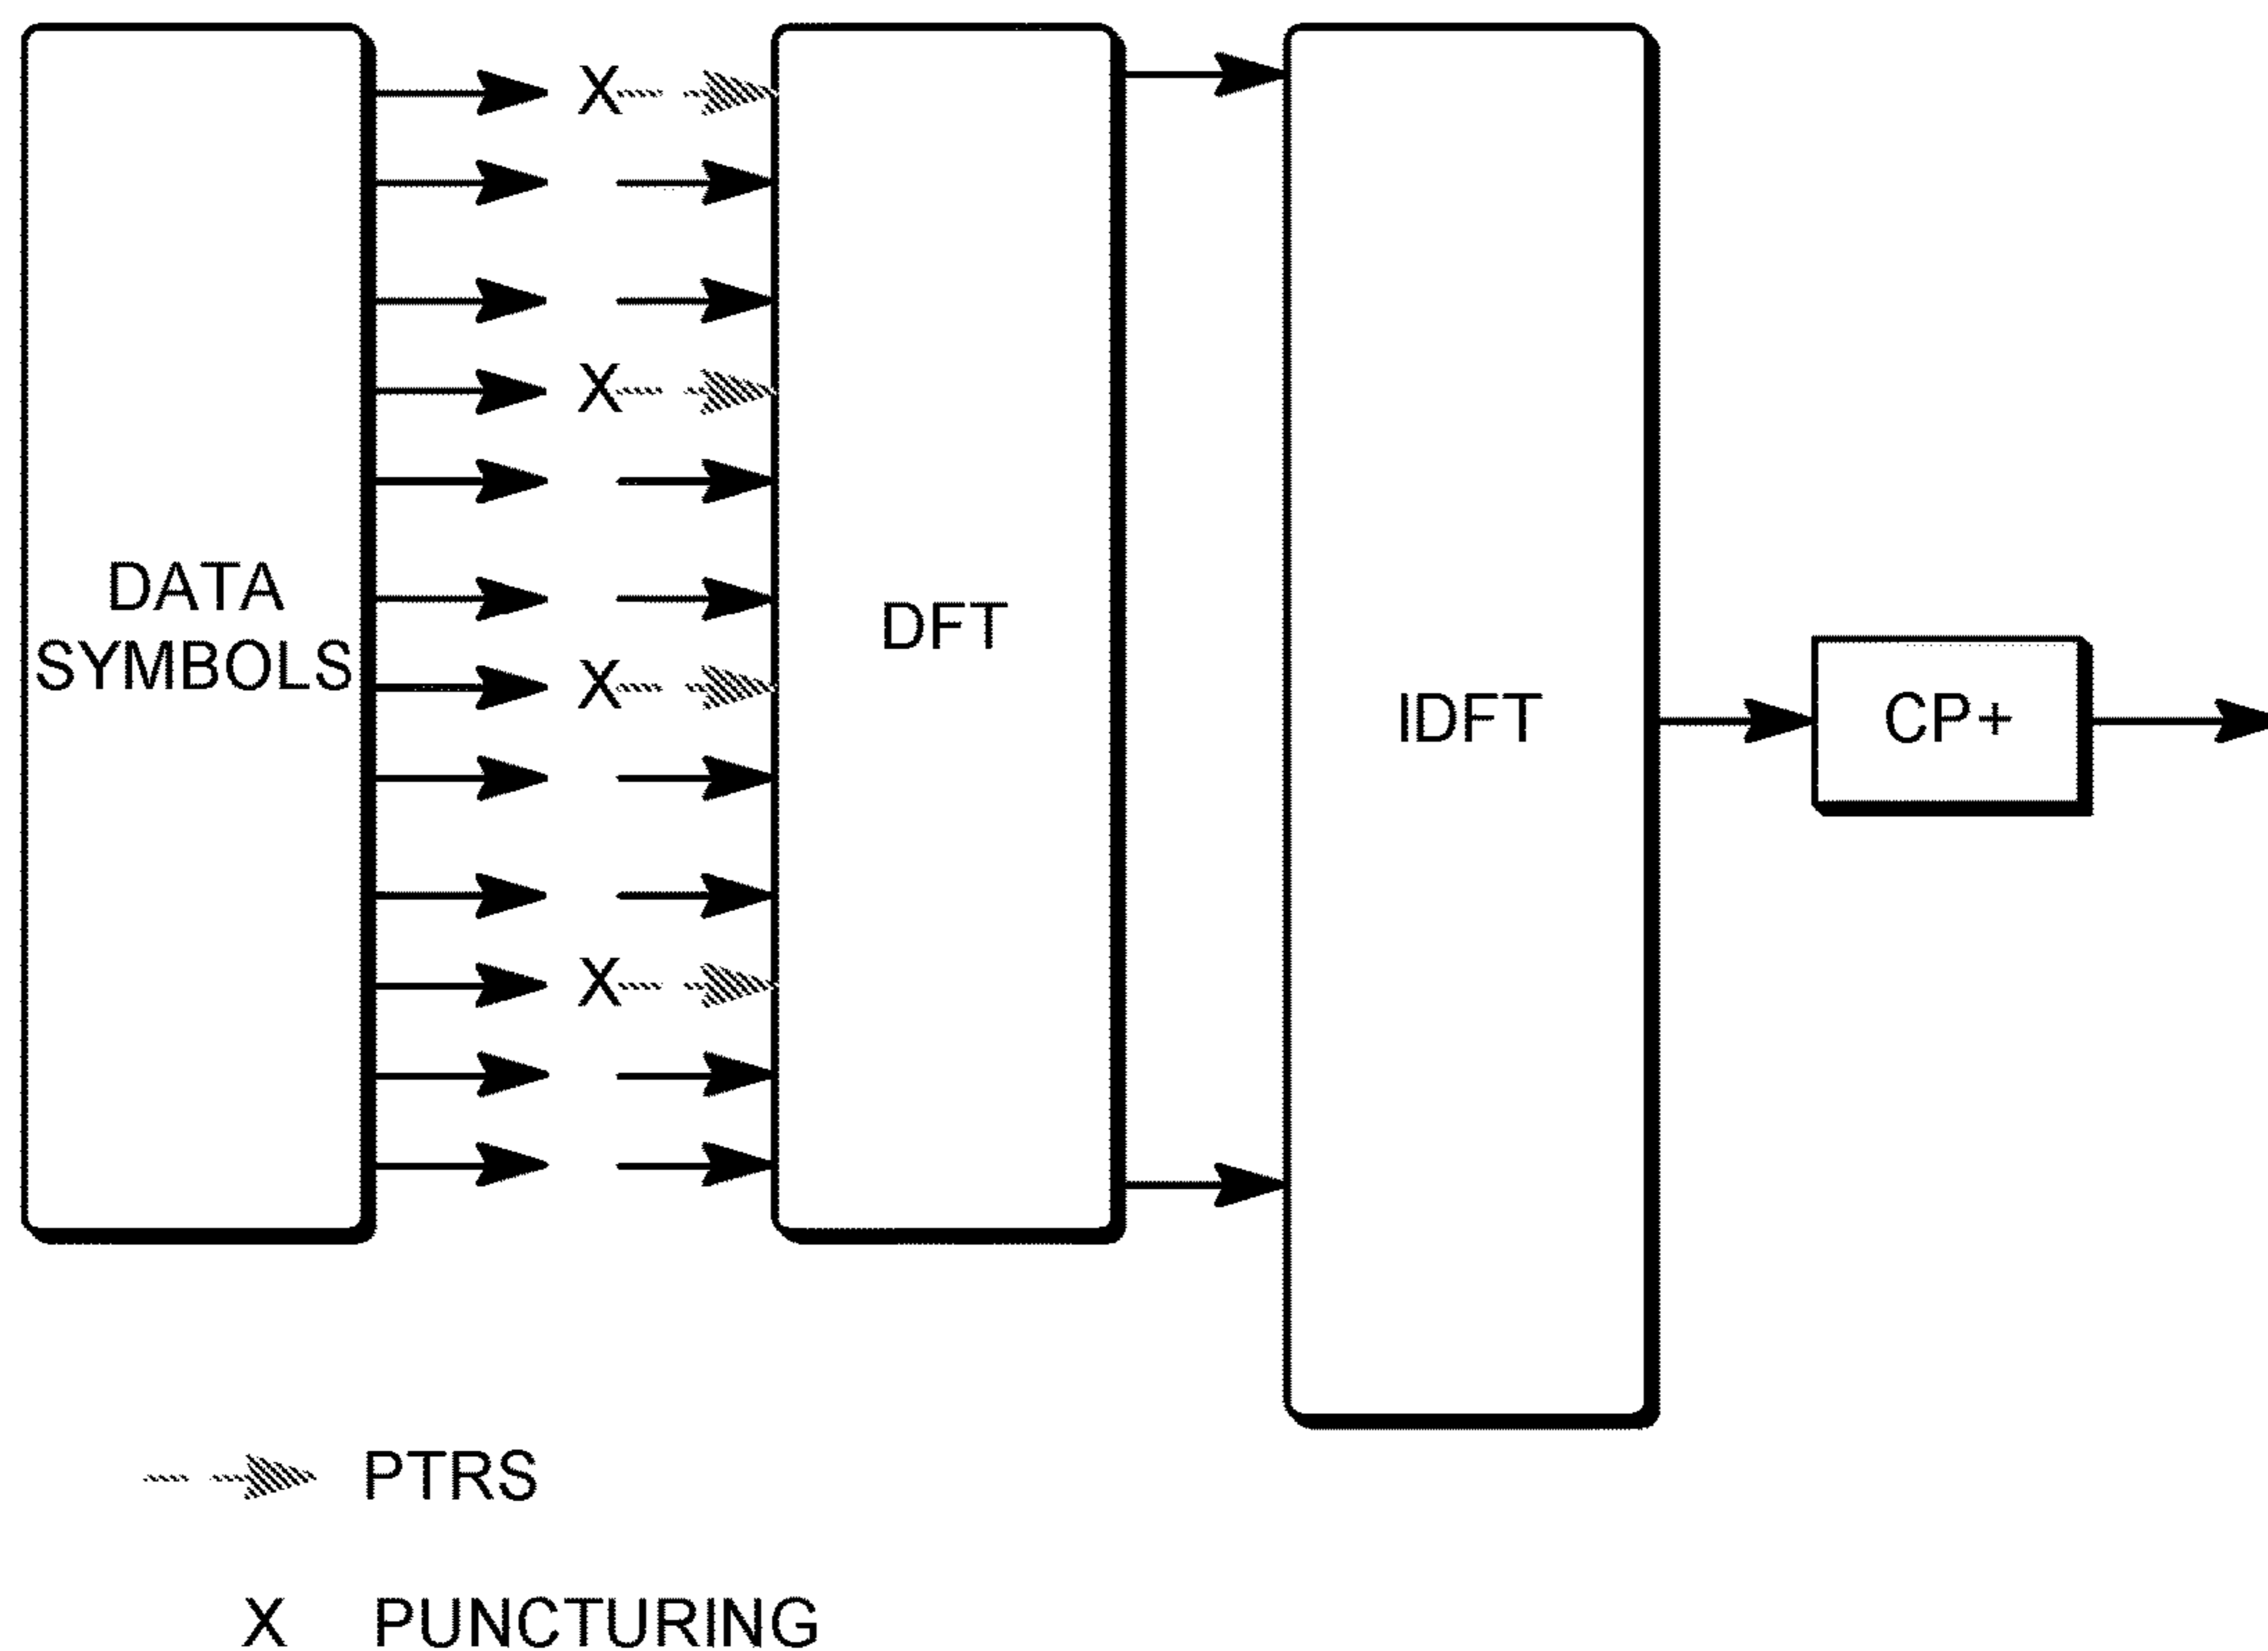 X
X
DATA
SYMBOLS
X
X
DFT
IDFT
CP+
PTRS
X PUNCTURING